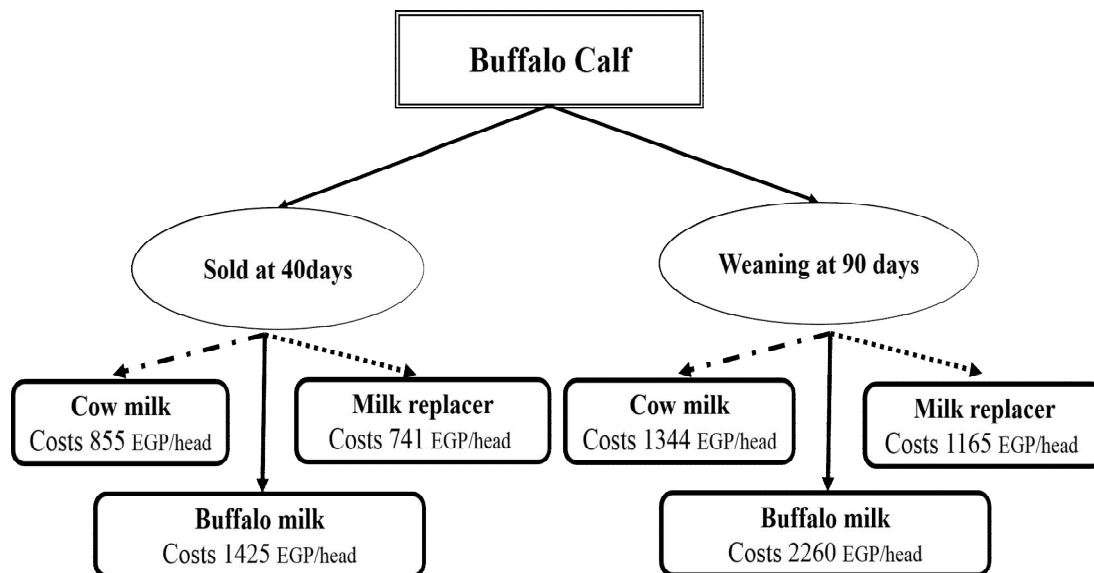 Buffalo Calf
Sold at 40days
Weaning at 90 days
Cow milk
Costs 855 EGP/head
Milk replacer
Costs 741 EGP/head
Buffalo milk
Costs 1425 EGP/head
Cow milk
Costs 1344 EGP/head
Milk replacer
Costs 1165 EGP/head
Buffalo milk
Costs 2260 EGP/head